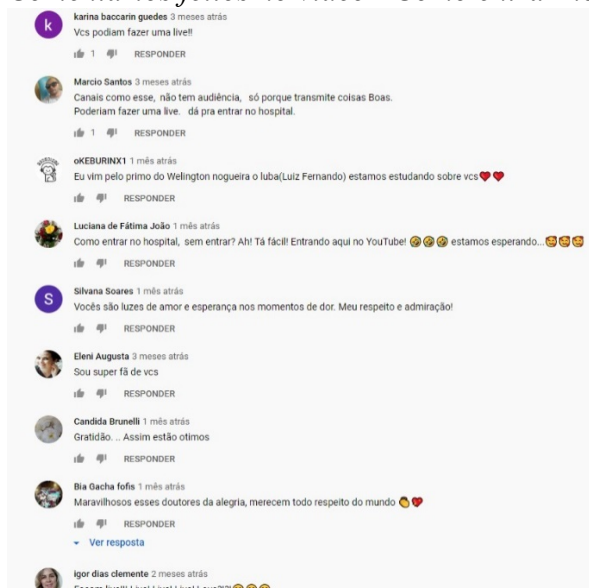 k
karina baccarin guedes 3 meses atrás
Vcs podiam fazer uma live!!
1 RESPONDER
Marcio Santos 3 meses atrás
Canais como esse, não tem audiência, só porque transmite coisas Boas.
Poderiam fazer uma live. dá pra entrar no hospital.
1 RESPONDER
oKEBURINX1 1 mês atrás
Eu vim pelo primo do Welington nogueira o luba(Luiz Fernando) estamos estudando sobre vcs❤️❤️
RESPONDER
Luciana de Fátima João 1 mês atrás
Como entrar no hospital, sem entrar? Ah! Tá fácil! Entrando aqui no YouTube! 🤣🤣🤣 estamos esperando...🥰🥰🥰
RESPONDER
S
Silvana Soares 1 mês atrás
Vocês são luzes de amor e esperança nos momentos de dor. Meu respeito e admiração!
RESPONDER
Eleni Augusta 3 meses atrás
Sou super fã de vcs
RESPONDER
Candida Brunelli 1 mês atrás
Gratidão. .. Assim estão otimos
RESPONDER
Bia Gacha fofis 1 mês atrás
Maravilhosos esses doutores da alegria, merecem todo respeito do mundo 👏❤️
RESPONDER
Ver resposta
igor dias clemente 2 meses atrás